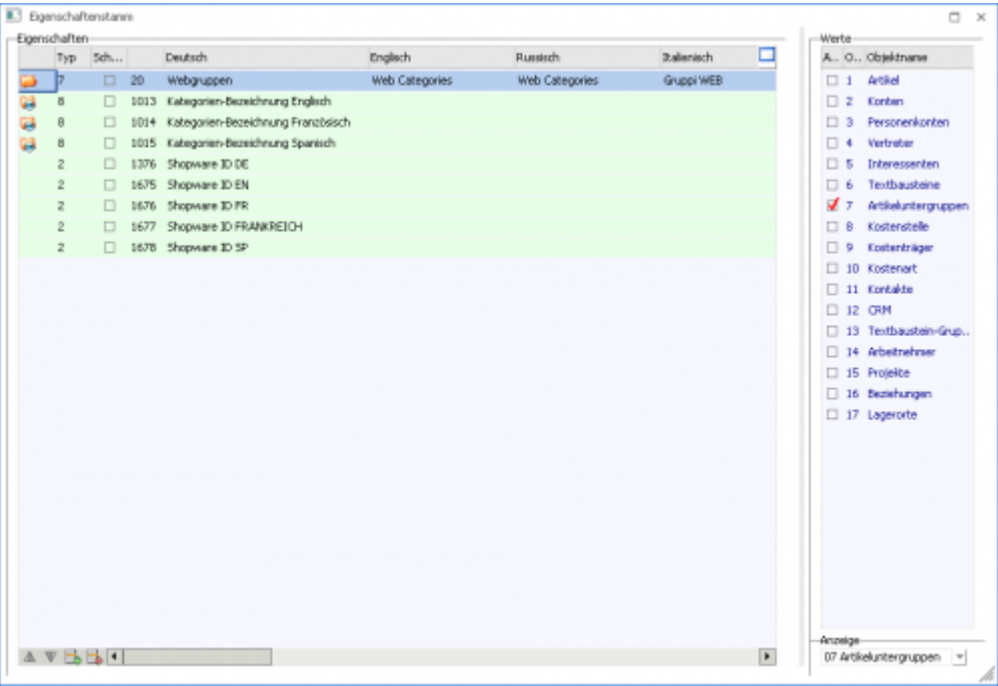 Eigenschaftenstamm
Eigenschaften
Typ Sch... Deutsch Englisch Russisch Italienisch
7 20 Webgruppen Web Categories Web Categories Gruppi WEB
8 1013 Kategorien-Bezeichnung Englisch
8 1014 Kategorien-Bezeichnung Französisch
8 1015 Kategorien-Bezeichnung Spanisch
2 1376 Shopware ID DE
2 1675 Shopware ID EN
2 1676 Shopware ID FR
2 1677 Shopware ID FRANKREICH
2 1678 Shopware ID SP
Werte
A... O... Objektname
1 Artikel
2 Konten
3 Personenkonten
4 Vertreter
5 Interessenten
6 Textbausteine
7 Artikeluntergruppen
8 Kostenstelle
9 Kostenträger
10 Kostenart
11 Kontakte
12 CRM
13 Textbaustein-Grup...
14 Arbeitnehmer
15 Projekte
16 Beziehungen
17 Lagerorte
Anzeige
07 Artikeluntergruppen